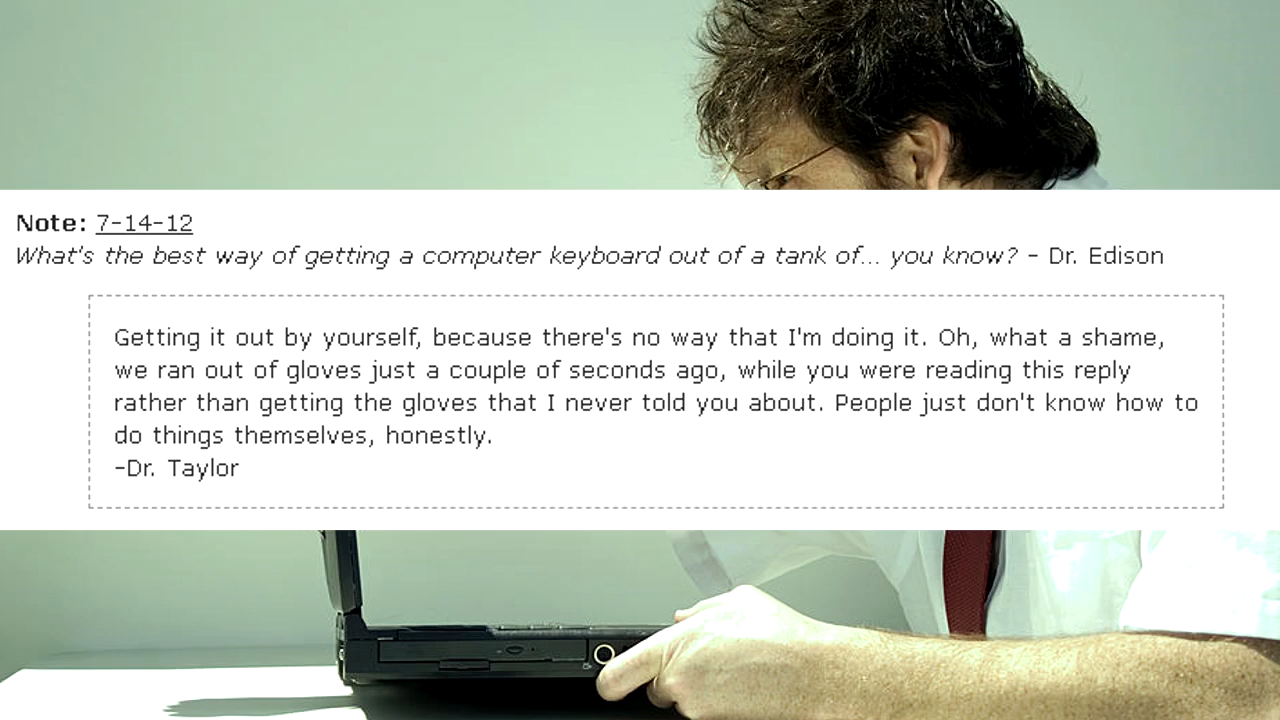 Note: 7-14-12
What's the best way of getting a computer keyboard out of a tank of... you know? - Dr. Edison
Getting it out by yourself, because there's no way that I'm doing it. Oh, what a shame,
we ran out of gloves just a couple of seconds ago, while you were reading this reply
rather than getting the gloves that I never told you about. People just don't know how to
do things themselves, honestly.
-Dr. Taylor